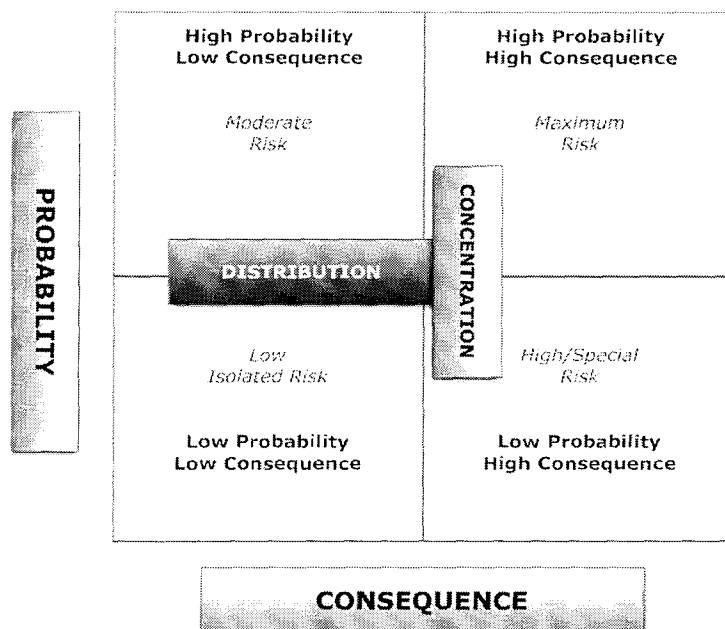 High Probability
Low Consequence
High Probability
High Consequence
Moderate
Risk
Maximum
Risk
PROBABILITY
DISTRIBUTION
CONCENTRATION
Low
Isolated Risk
High/Special
Risk
Low Probability
Low Consequence
Low Probability
High Consequence
CONSEQUENCE